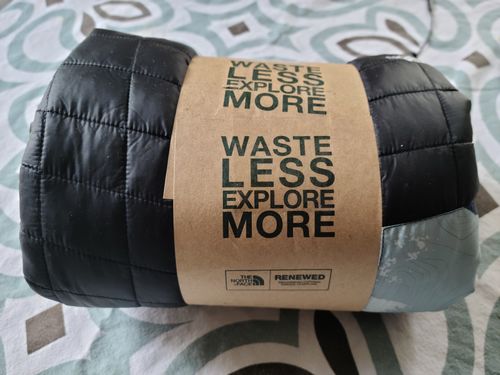 WASTE
LESS
EXPLORE
MORE
WASTE
LESS
EXPLORE
MORE
THE
NORTH
FACE
RENEWED